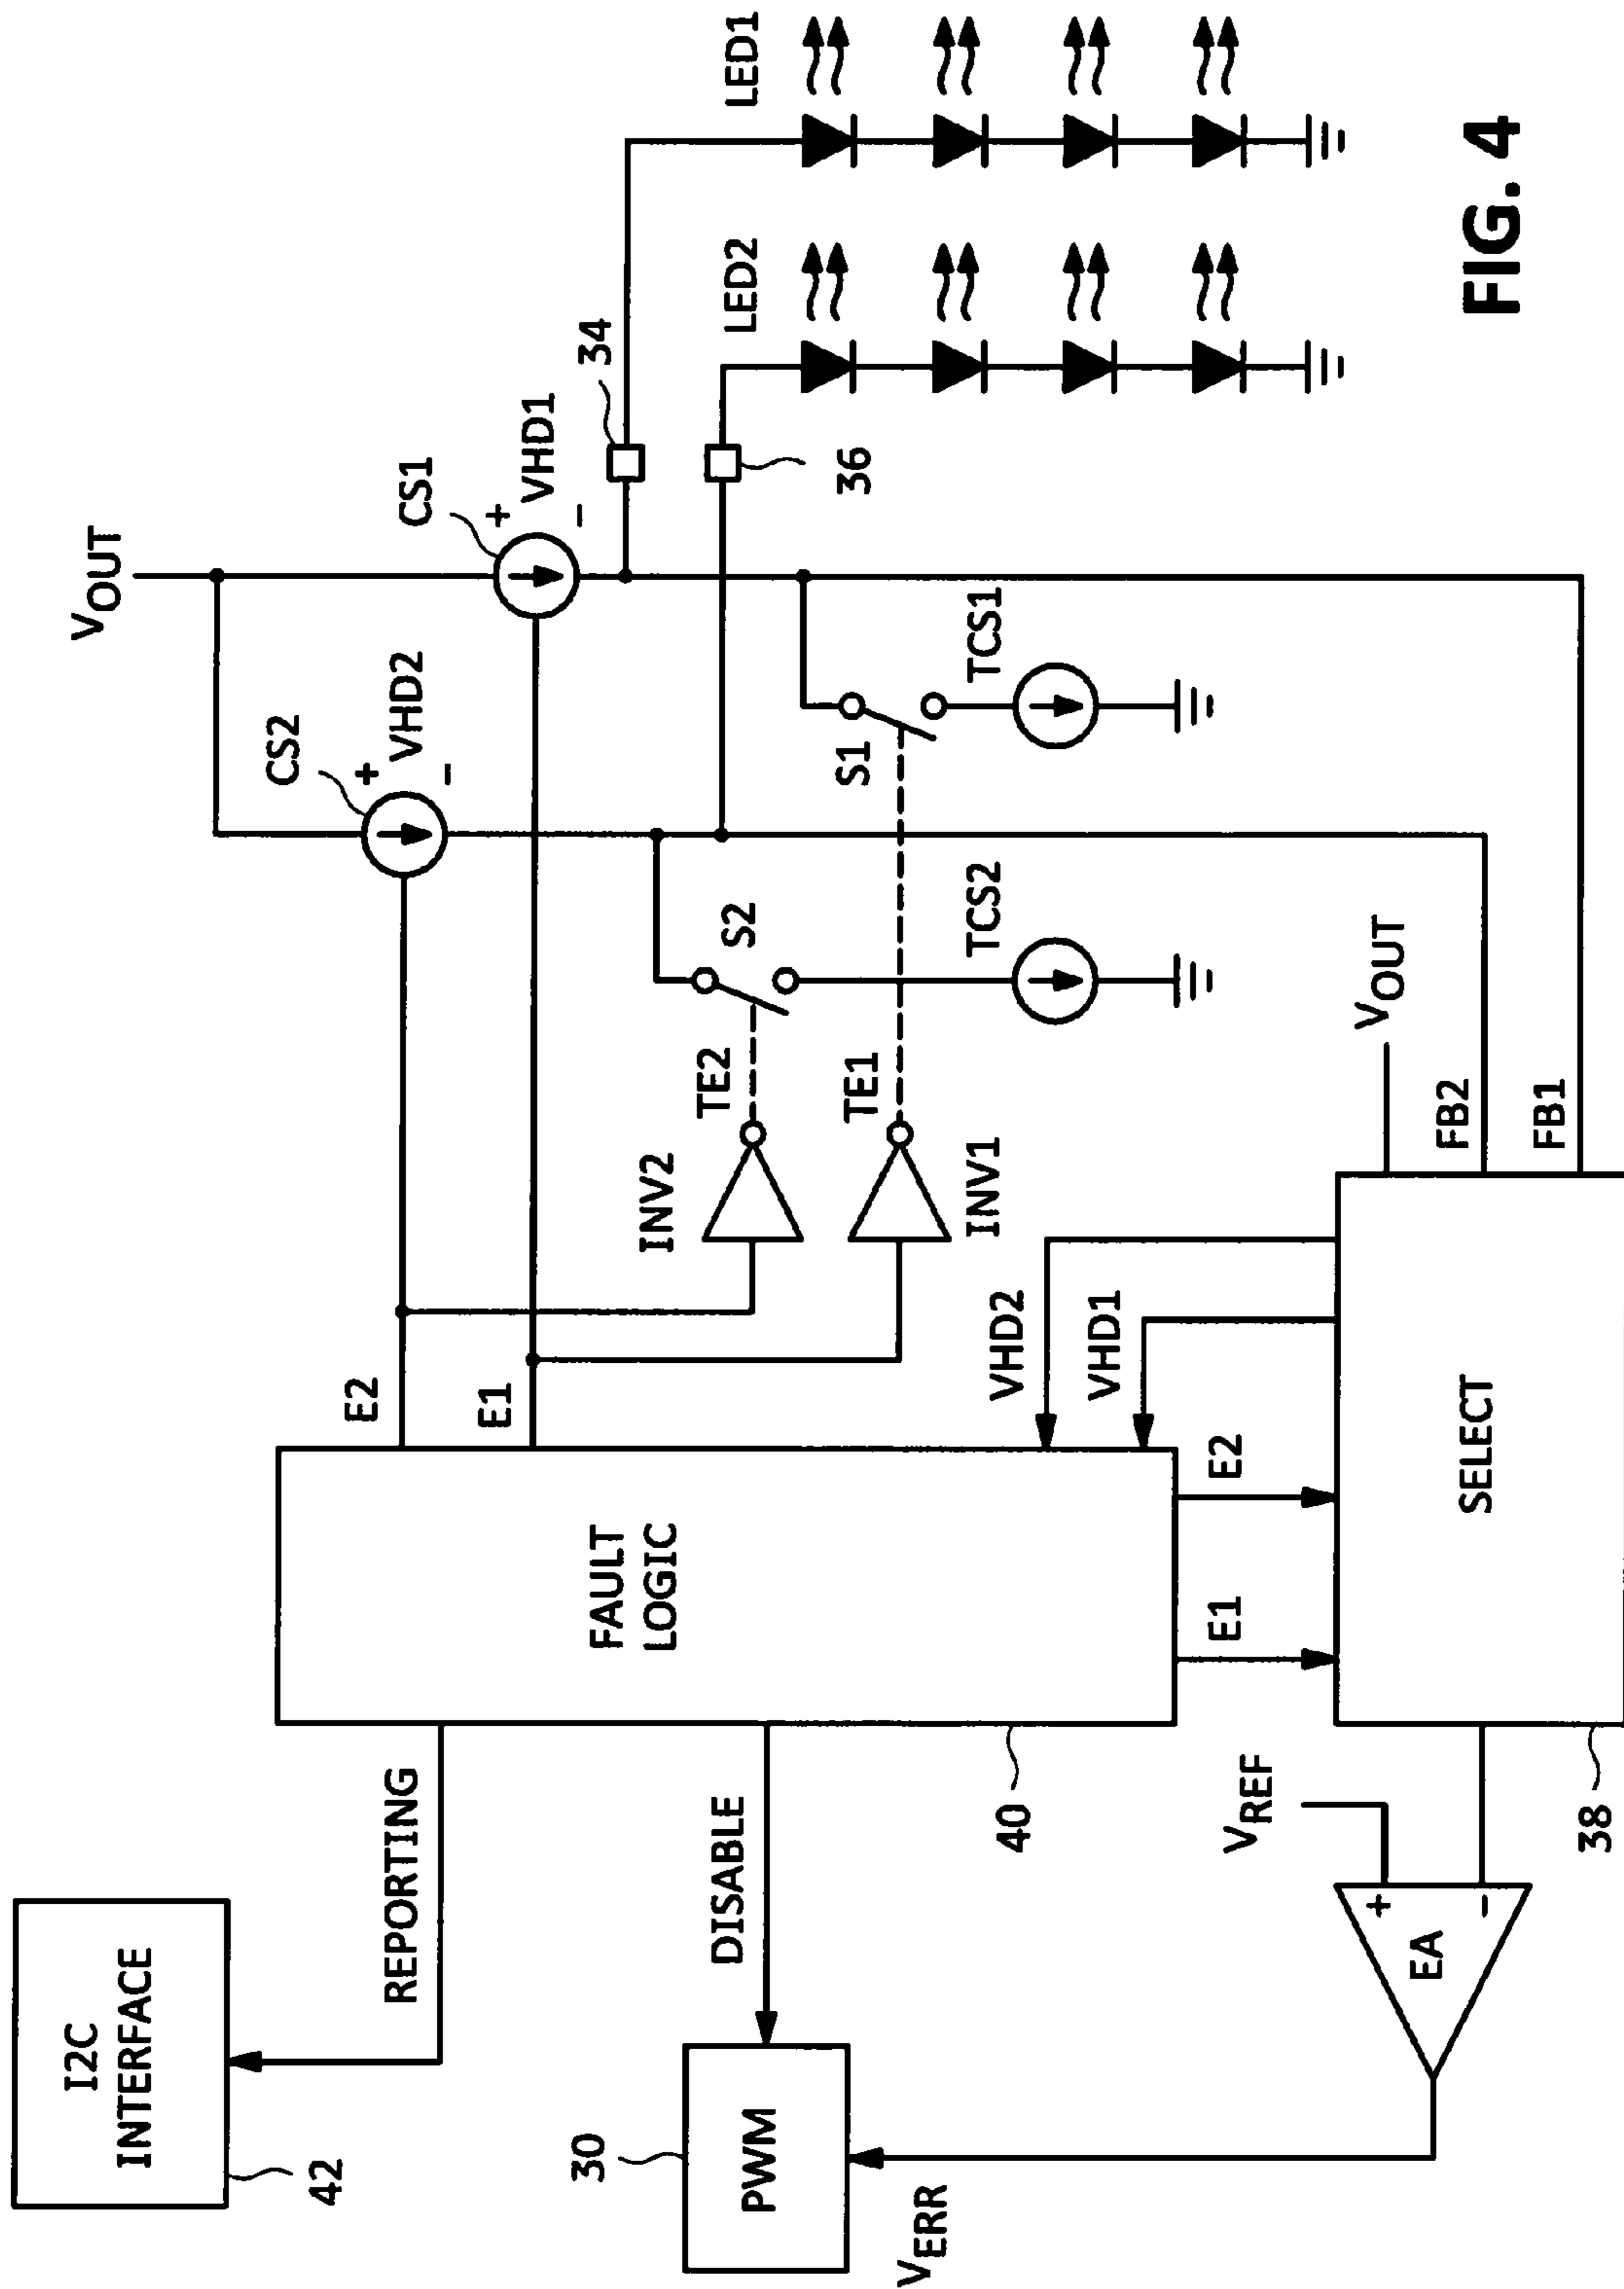 I2C
INTERFACE
42
REPORTING
FAULT
LOGIC
40
DISABLE
30
PWM
VERR
EA
+
−
VREF
38
SELECT
E1
E2
VHD1
VHD2
VOUT
FB2
FB1
E2
E1
INV2
TE2
INV1
TE1
S2
TCS2
S1
TCS1
VOUT
CS2
+
VHD2
−
CS1
+
VHD1
−
34
36
LED2
LED1
FIG. 4